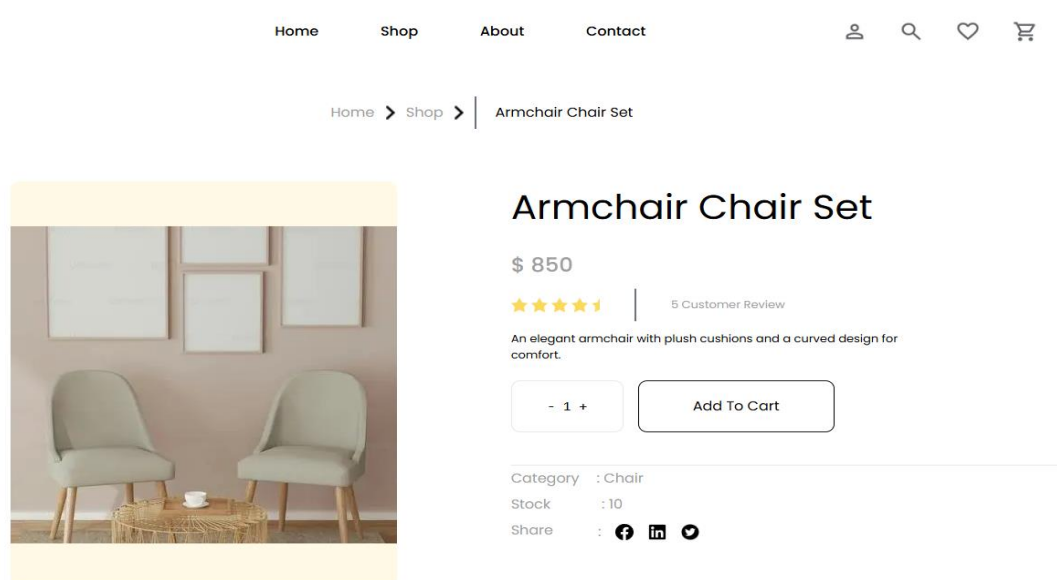 Home Shop About Contact
Home Shop Armchair Chair Set
Armchair Chair Set
$ 850
5 Customer Review
An elegant armchair with plush cushions and a curved design for
comfort.
- 1 + Add To Cart
Category : Chair
Stock : 10
Share :